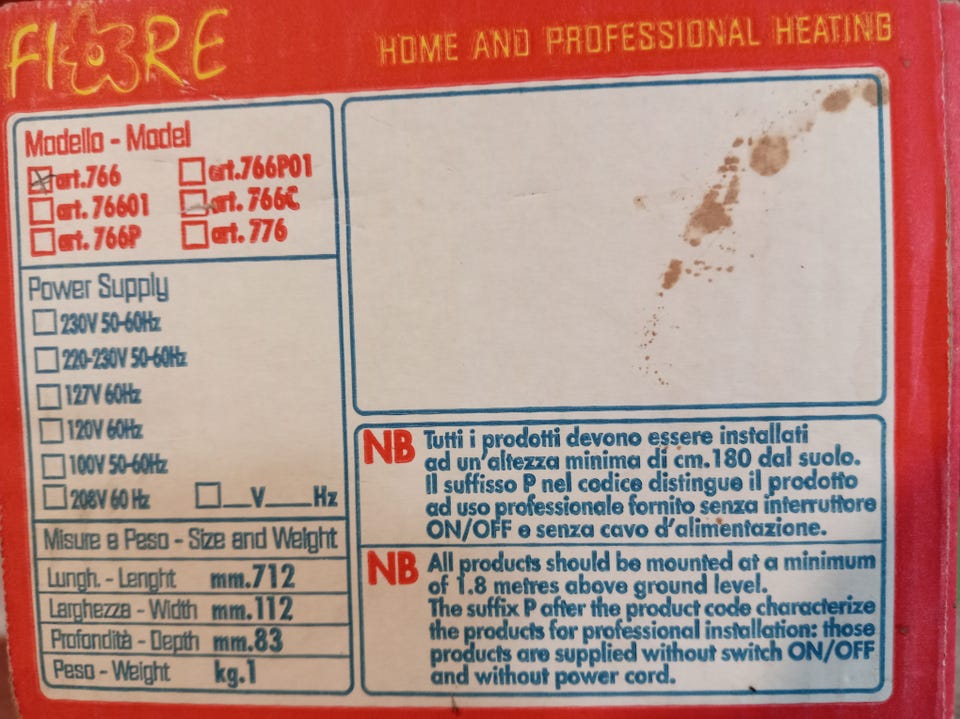 FIORE
HOME AND PROFESSIONAL HEATING
Modello - Model
art.766
art.766P01
art. 76601
art. 766C
art. 766P
art. 776
Power Supply
230V 50-60Hz
220-230V 50-60Hz
127V 60Hz
120V 60Hz
100V 50-60Hz
208V 60 Hz
__V___Hz
Misure e Peso - Size and Weight
Lungh. - Lenght mm.712
Larghezza - Width mm.112
Profondità - Depth mm.83
Peso - Weight kg.1
NB Tutti i prodotti devono essere installati
ad un'altezza minima di cm.180 dal suolo.
Il suffisso P nel codice distingue il prodotto
ad uso professionale fornito senza interruttore
ON/OFF e senza cavo d'alimentazione.
NB All products should be mounted at a minimum
of 1.8 metres above ground level.
The suffix P after the product code characterize
the products for professional installation: those
products are supplied without switch ON/OFF
and without power cord.